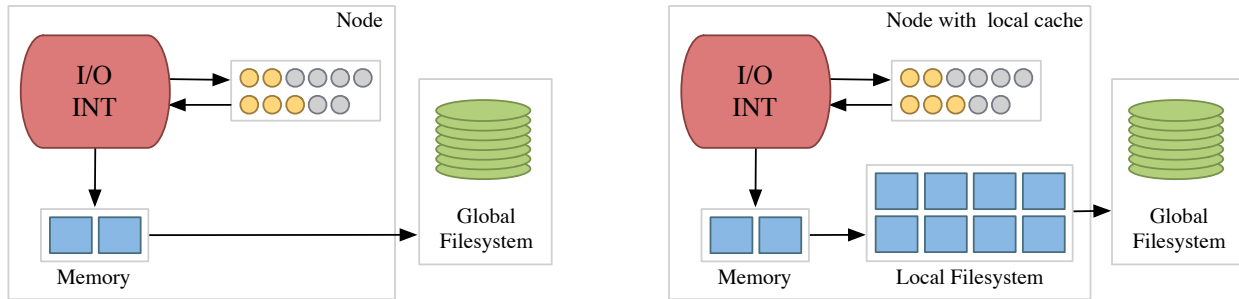 Node
I/O
INT
Global
Filesystem
Memory
Node with local cache
I/O
INT
Global
Filesystem
Memory
Local Filesystem